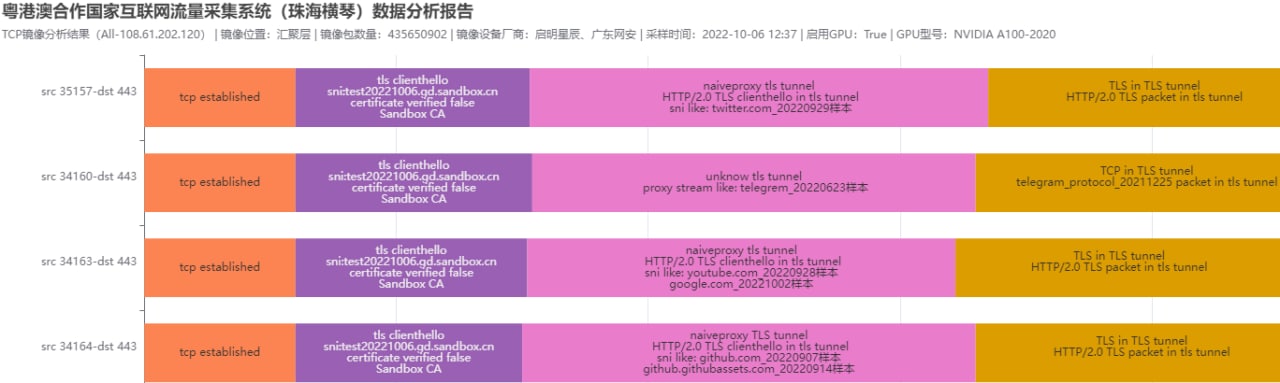 粤港澳合作国家互联网流量采集系统（珠海横琴）数据分析报告
TCP镜像分析结果（All-108.61.202.120） | 镜像位置：汇聚层 | 镜像包数量：435650902 | 镜像设备厂商：启明星辰、广东网安 | 采样时间：2022-10-06 12:37 | 启用GPU：True | GPU型号：NVIDIA A100-2020
src 35157-dst 443
tcp established
tls clienthello
sni:test20221006.gd.sandbox.cn
certificate verified false
Sandbox CA
naiveproxy tls tunnel
HTTP/2.0 TLS clienthello in tls tunnel
sni like: twitter.com_20220929样本
TLS in TLS tunnel
HTTP/2.0 TLS packet in tls tunnel
src 34160-dst 443
tcp established
tls clienthello
sni:test20221006.gd.sandbox.cn
certificate verified false
Sandbox CA
unknow tls tunnel
proxy stream like: telegrem_20220623样本
TCP in TLS tunnel
telegram_protocol_20211225 packet in tls tunnel
src 34163-dst 443
tcp established
tls clienthello
sni:test20221006.gd.sandbox.cn
certificate verified false
Sandbox CA
naiveproxy tls tunnel
HTTP/2.0 TLS clienthello in tls tunnel
sni like: youtube.com_20220928样本
google.com_20221002样本
TLS in TLS tunnel
HTTP/2.0 TLS packet in tls tunnel
src 34164-dst 443
tcp established
tls clienthello
sni:test20221006.gd.sandbox.cn
certificate verified false
Sandbox CA
naiveproxy TLS tunnel
HTTP/2.0 TLS clienthello in tls tunnel
sni like: github.com_20220907样本
github.githubassets.com_20220914样本
TLS in TLS tunnel
HTTP/2.0 TLS packet in tls tunnel